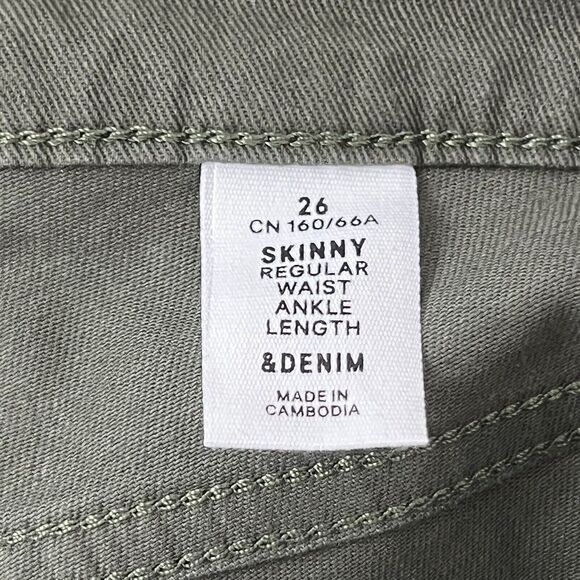 26
CN 160/66A
SKINNY
REGULAR
WAIST
ANKLE
LENGTH
&DENIM
MADE IN
CAMBODIA